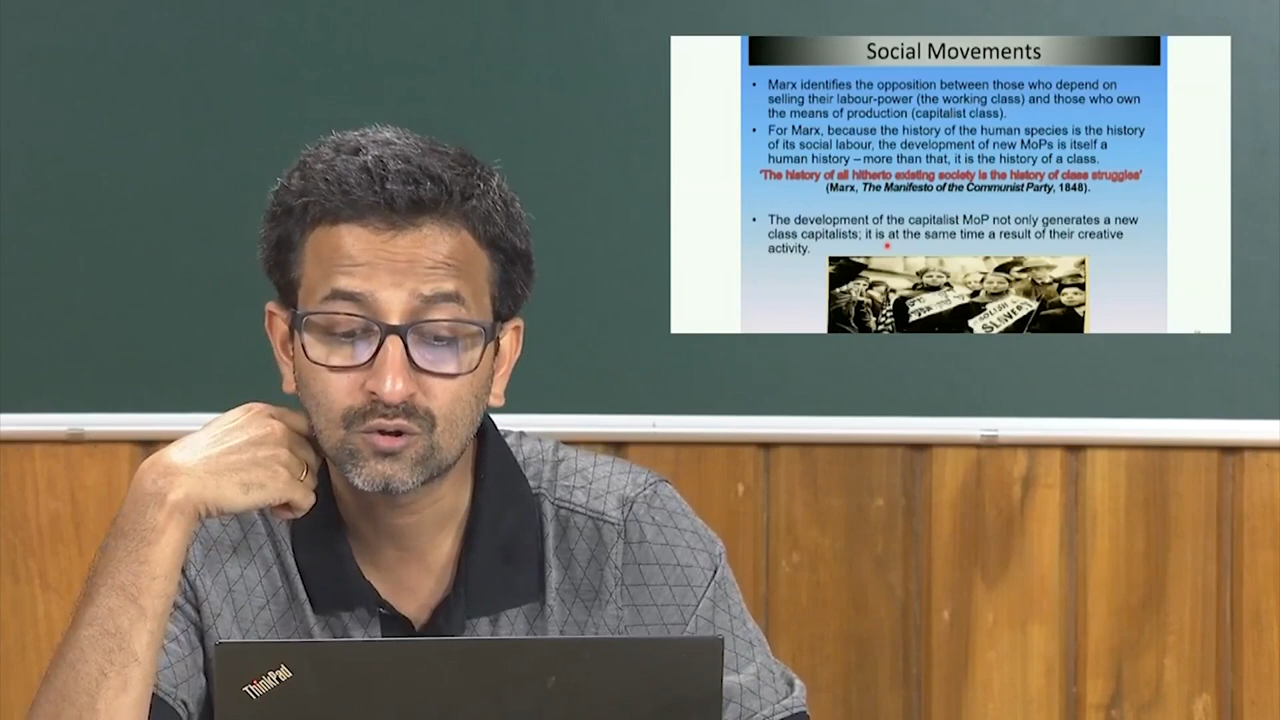 Social Movements
• Marx identifies the opposition between those who depend on
selling their labour-power (the working class) and those who own
the means of production (capitalist class).
• For Marx, because the history of the human species is the history
of its social labour, the development of new MoPs is itself a
human history – more than that, it is the history of a class.
'The history of all hitherto existing society is the history of class struggles'
(Marx, The Manifesto of the Communist Party, 1848).
• The development of the capitalist MoP not only generates a new
class capitalists; it is at the same time a result of their creative
activity.
SLAVERY
ThinkPad